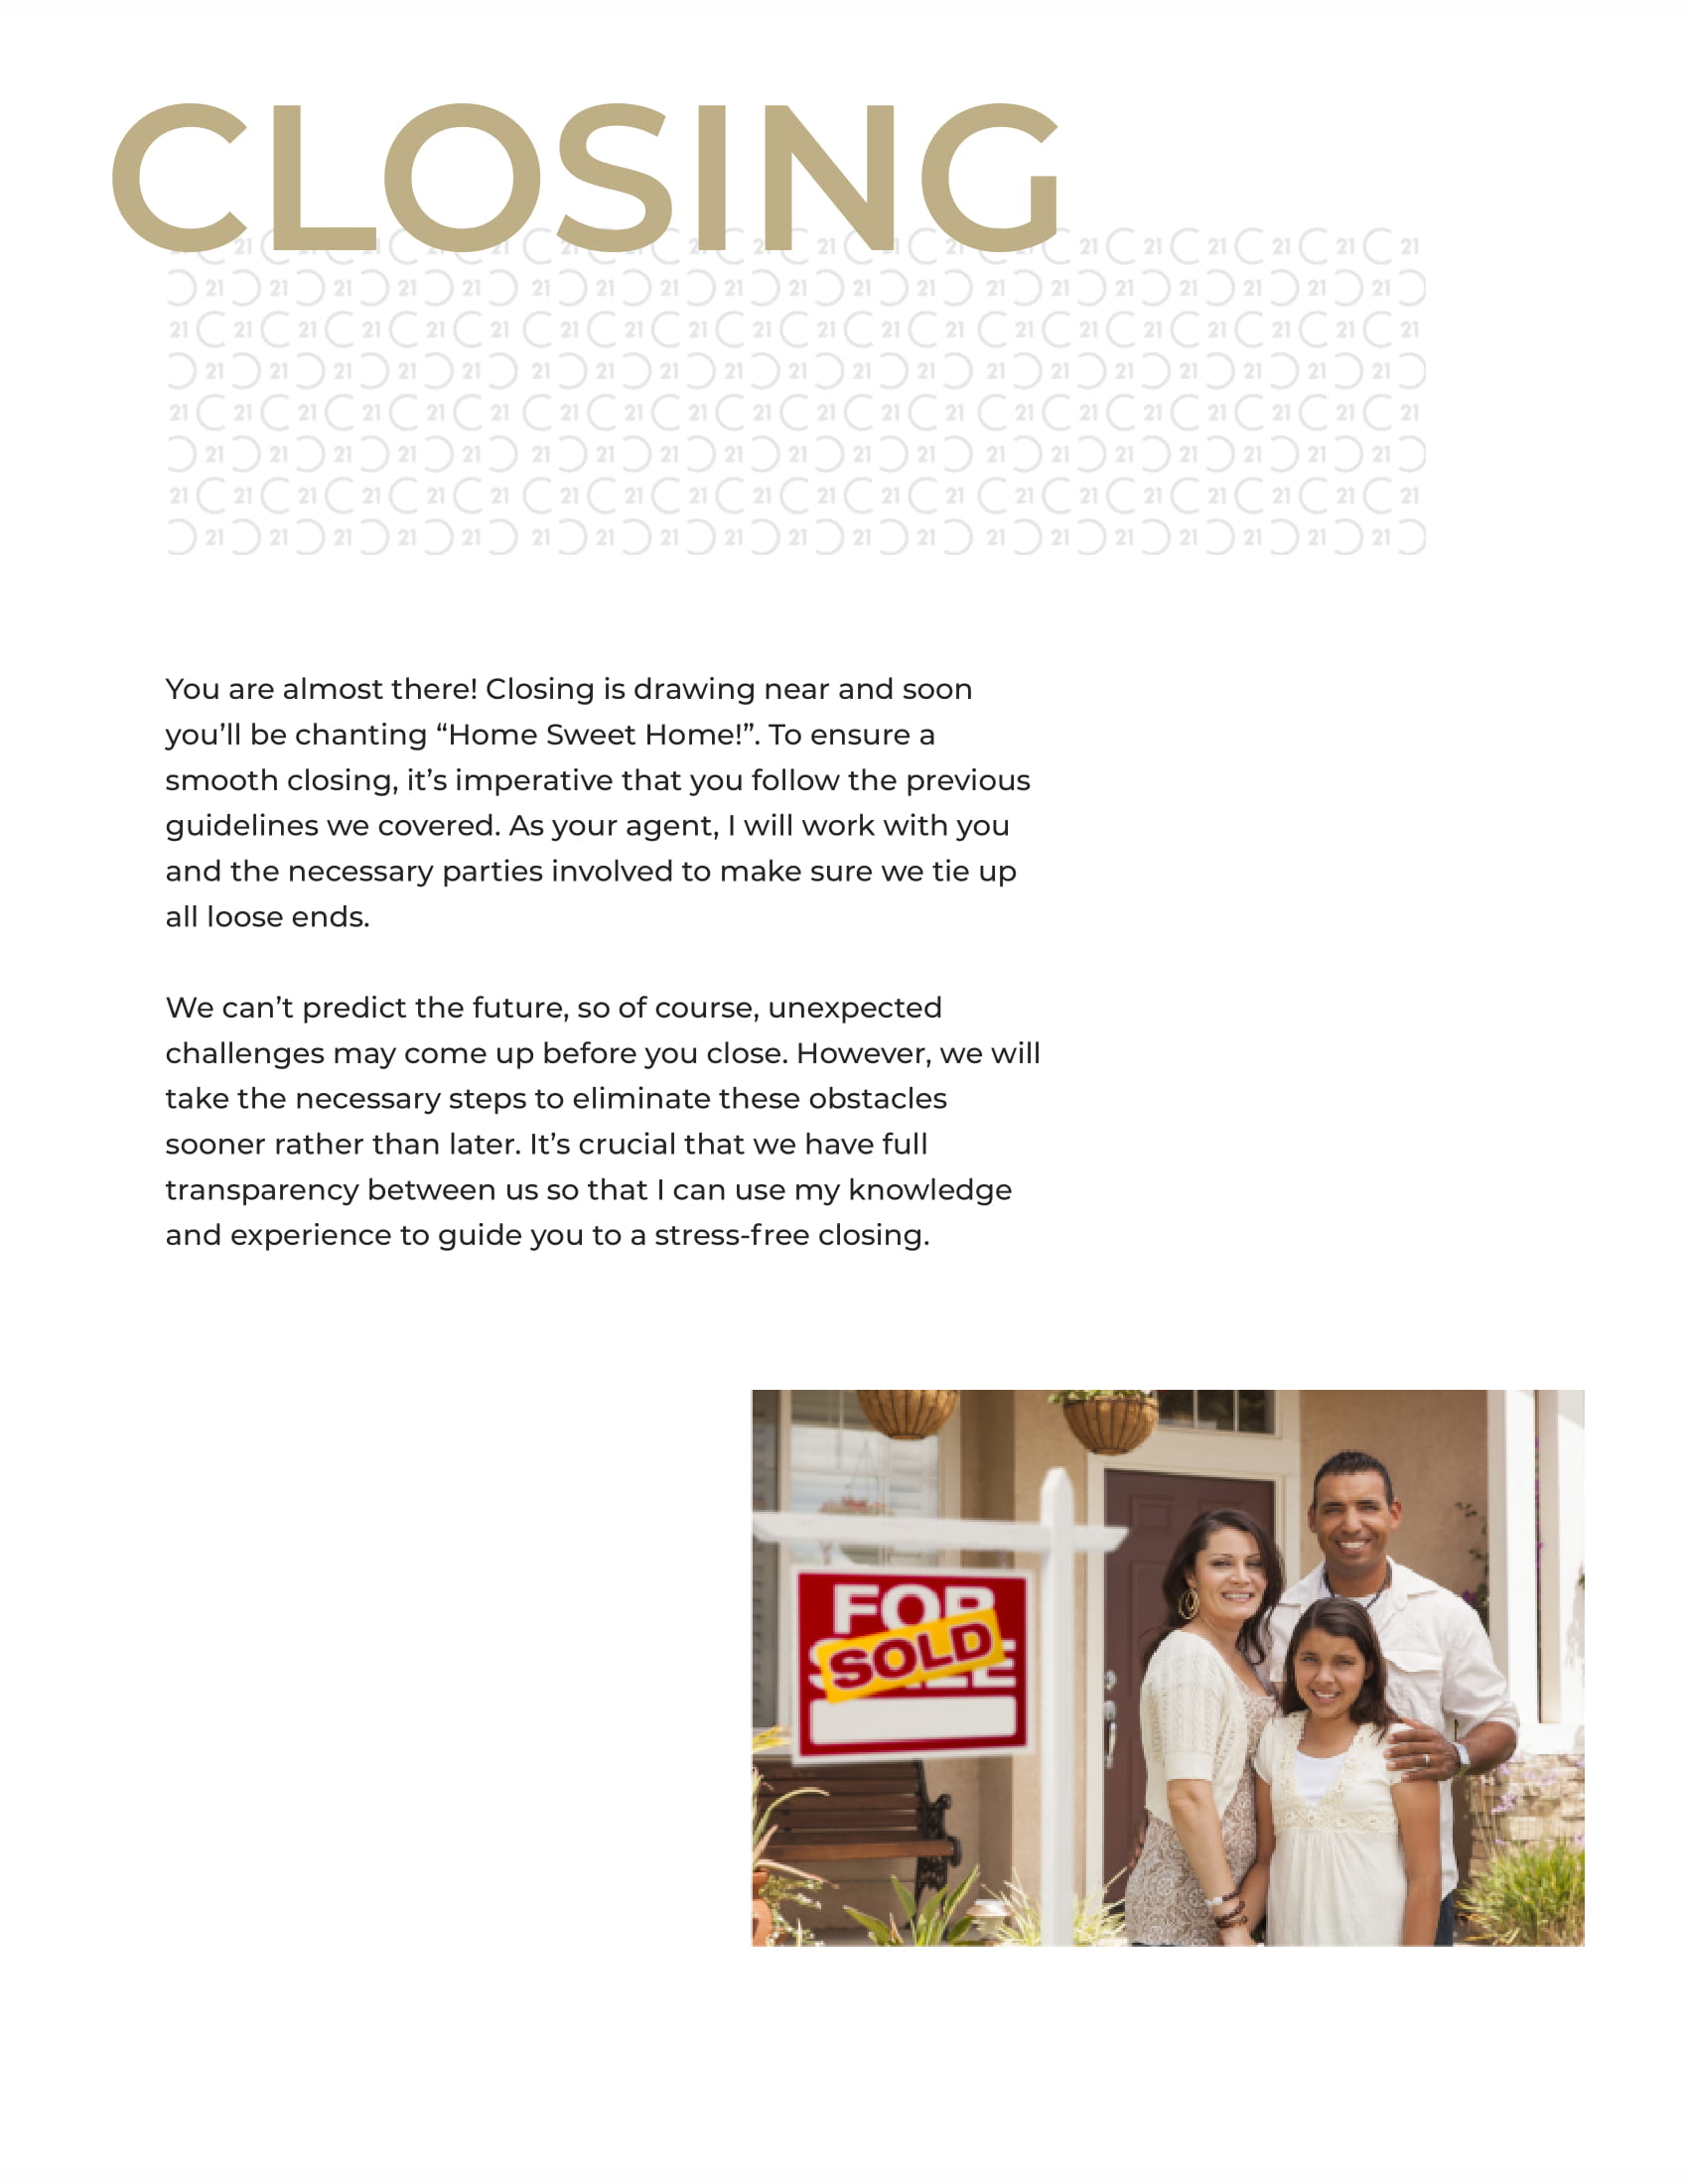 CLOSING
You are almost there! Closing is drawing near and soon
you’ll be chanting “Home Sweet Home!”. To ensure a
smooth closing, it’s imperative that you follow the previous
guidelines we covered. As your agent, I will work with you
and the necessary parties involved to make sure we tie up
all loose ends.
We can’t predict the future, so of course, unexpected
challenges may come up before you close. However, we will
take the necessary steps to eliminate these obstacles
sooner rather than later. It’s crucial that we have full
transparency between us so that I can use my knowledge
and experience to guide you to a stress-free closing.
FOR
SOLD